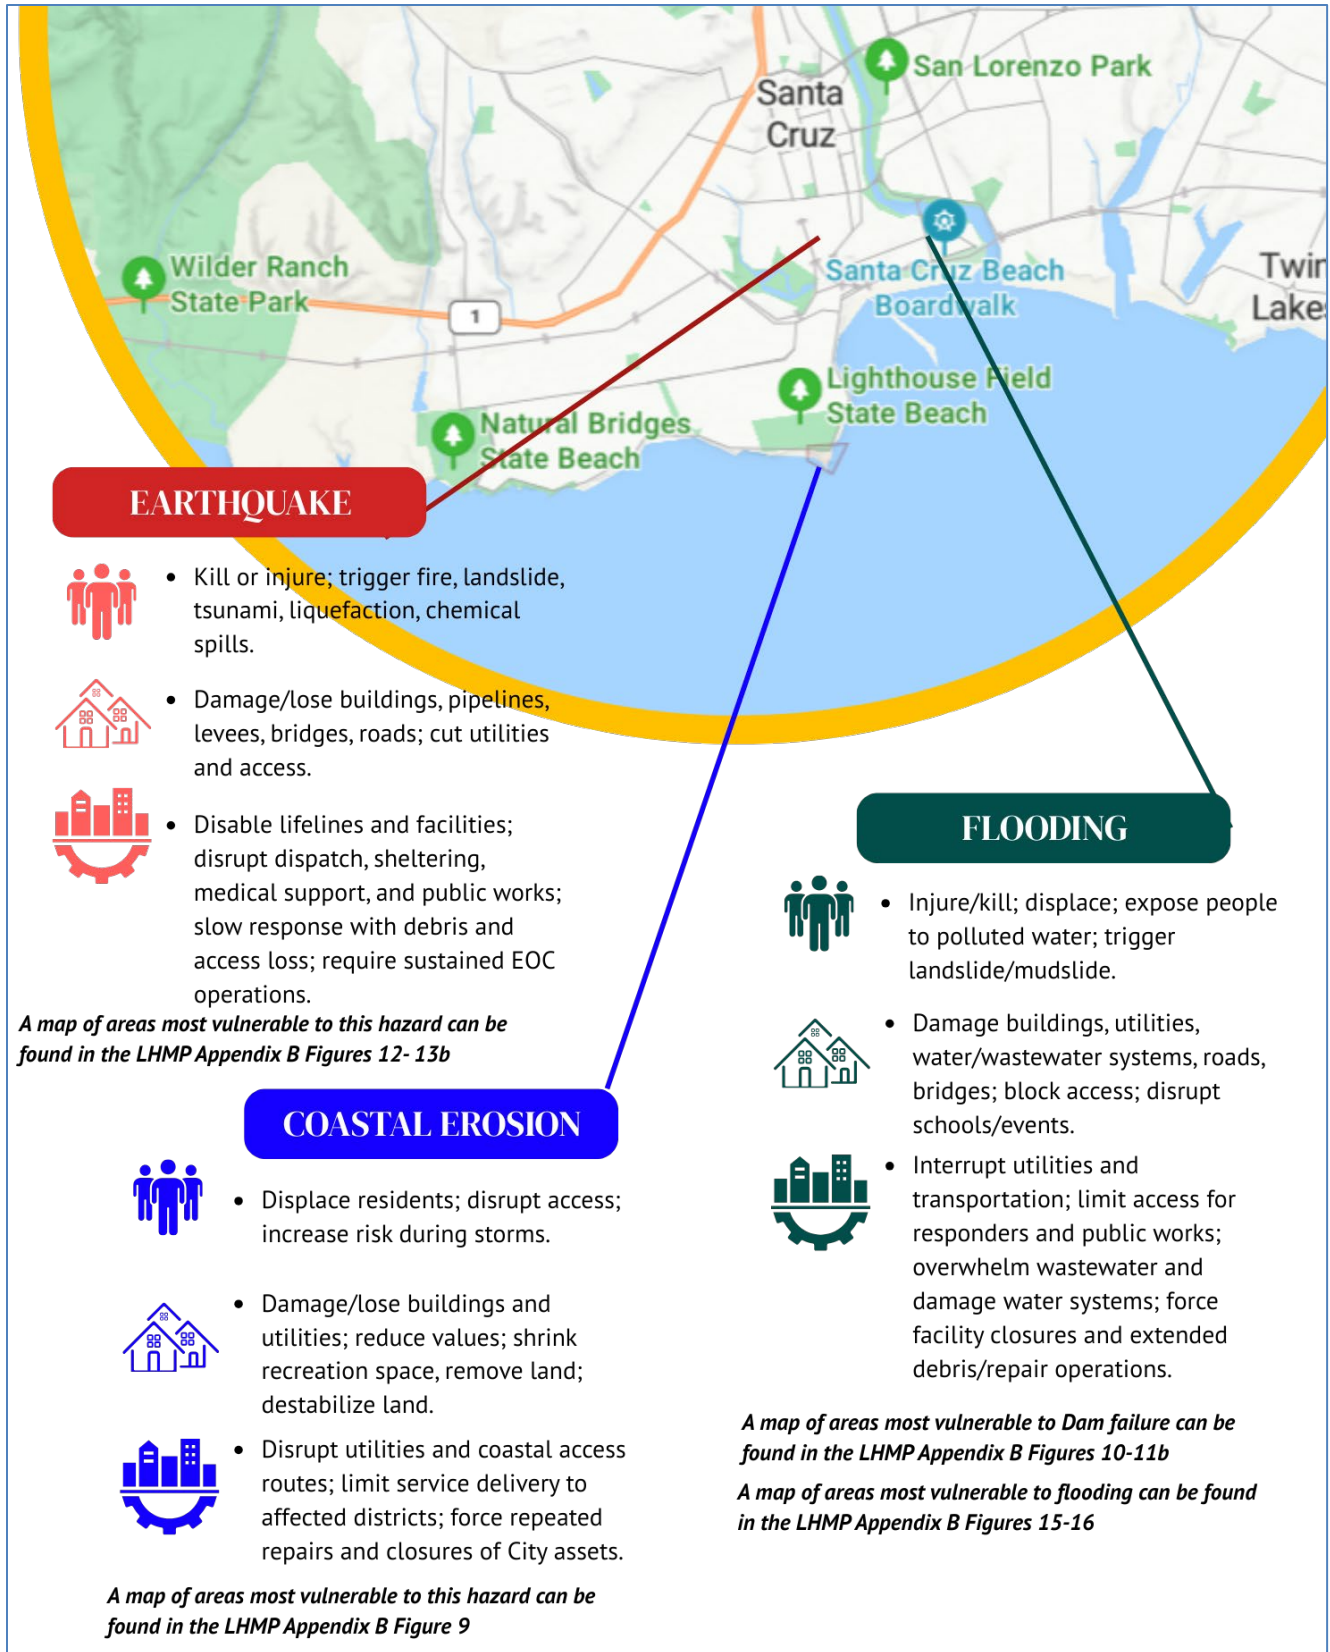 San Lorenzo Park
Santa
Cruz
Wilder Ranch
State Park
1
Santa Cruz Beach
Boardwalk
Twin
Lake
Lighthouse Field
State Beach
Natural Bridges
State Beach
EARTHQUAKE
• Kill or injure; trigger fire, landslide,
tsunami, liquefaction, chemical
spills.
• Damage/lose buildings, pipelines,
levees, bridges, roads; cut utilities
and access.
• Disable lifelines and facilities;
disrupt dispatch, sheltering,
medical support, and public works;
slow response with debris and
access loss; require sustained EOC
operations.
A map of areas most vulnerable to this hazard can be
found in the LHMP Appendix B Figures 12- 13b
COASTAL EROSION
• Displace residents; disrupt access;
increase risk during storms.
• Damage/lose buildings and
utilities; reduce values; shrink
recreation space, remove land;
destabilize land.
• Disrupt utilities and coastal access
routes; limit service delivery to
affected districts; force repeated
repairs and closures of City assets.
A map of areas most vulnerable to this hazard can be
found in the LHMP Appendix B Figure 9
FLOODING
• Injure/kill; displace; expose people
to polluted water; trigger
landslide/mudslide.
• Damage buildings, utilities,
water/wastewater systems, roads,
bridges; block access; disrupt
schools/events.
• Interrupt utilities and
transportation; limit access for
responders and public works;
overwhelm wastewater and
damage water systems; force
facility closures and extended
debris/repair operations.
A map of areas most vulnerable to Dam failure can be
found in the LHMP Appendix B Figures 10-11b
A map of areas most vulnerable to flooding can be found
in the LHMP Appendix B Figures 15-16